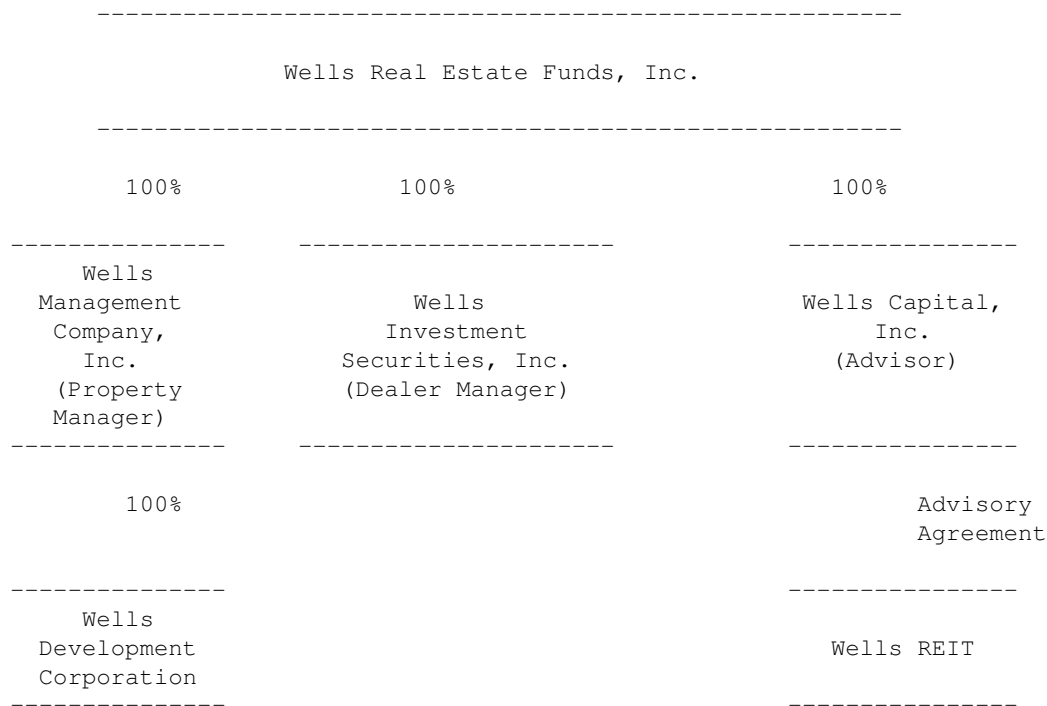 --------------------------------------------------------
Wells Real Estate Funds, Inc.
--------------------------------------------------------
100% 100% 100%
--------------- ---------------------- ----------------
Wells
Management Wells Wells Capital,
Company, Investment Inc.
Inc. Securities, Inc. (Advisor)
(Property (Dealer Manager)
Manager)
--------------- ---------------------- ----------------
100% Advisory
Agreement
--------------- ----------------
Wells
Development Wells REIT
Corporation
--------------- ----------------